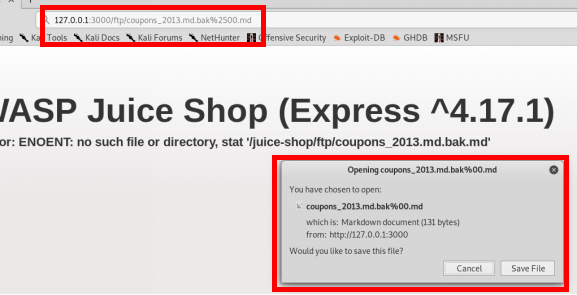 127.0.0.1:3000/ftp/coupons_2013.md.bak%2500.md
Tools Kali Docs Kali Forums NetHunter Offensive Security Exploit-DB GHDB MSFU
Juice Shop (Express ^4.17.1)
ENOENT: no such file or directory, stat '/juice-shop/ftp/coupons_2013.md.bak.md'
Opening coupons_2013.md.bak%00.md
You have chosen to open:
coupons_2013.md.bak%00.md
which is: Markdown document (131 bytes)
from: http://127.0.0.1:3000
Would you like to save this file?
Cancel Save File